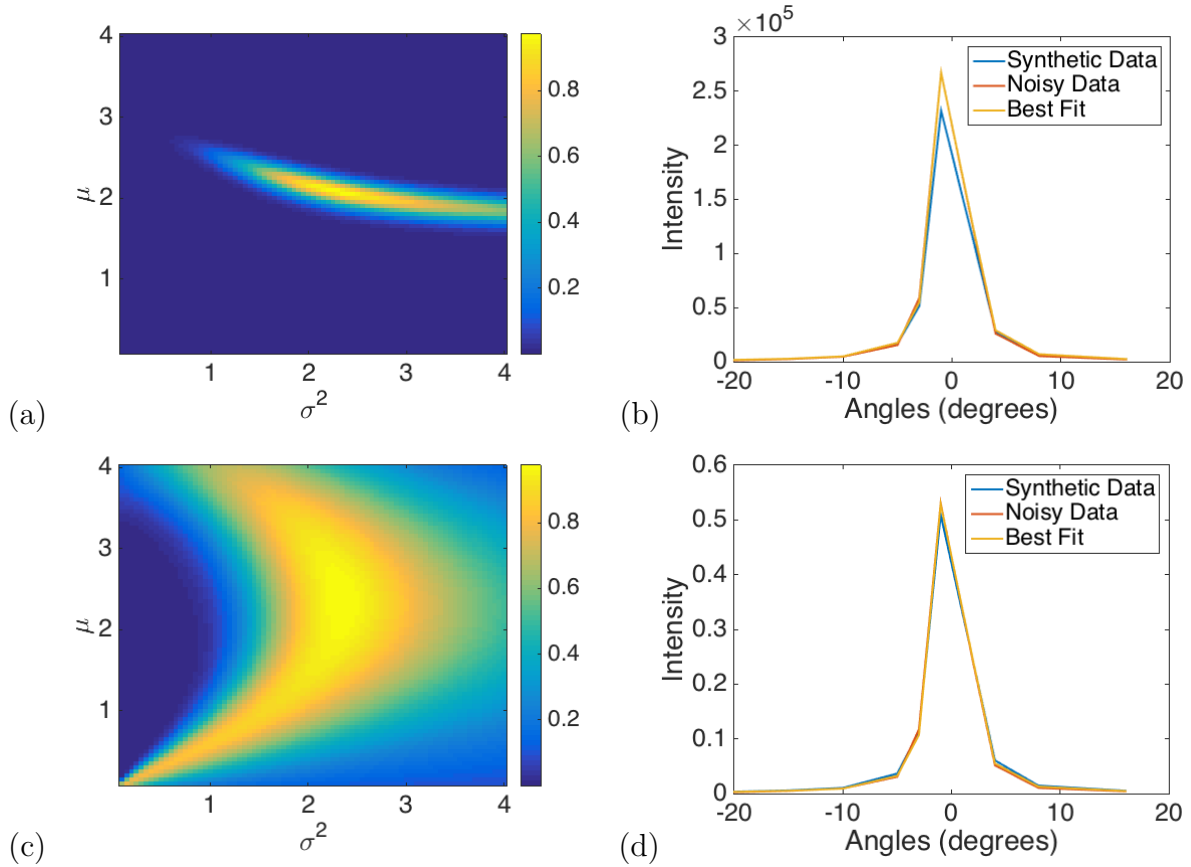 4
3
2
1
μ
1
2
3
4
σ²
0.8
0.6
0.4
0.2
(a)
×10⁵
3
2.5
2
1.5
1
0.5
0
Intensity
-20
-10
0
10
20
Angles (degrees)
Synthetic Data
Noisy Data
Best Fit
(b)
4
3
2
1
μ
1
2
3
4
σ²
0.8
0.6
0.4
0.2
(c)
0.6
0.5
0.4
0.3
0.2
0.1
0
Intensity
-20
-10
0
10
20
Angles (degrees)
Synthetic Data
Noisy Data
Best Fit
(d)